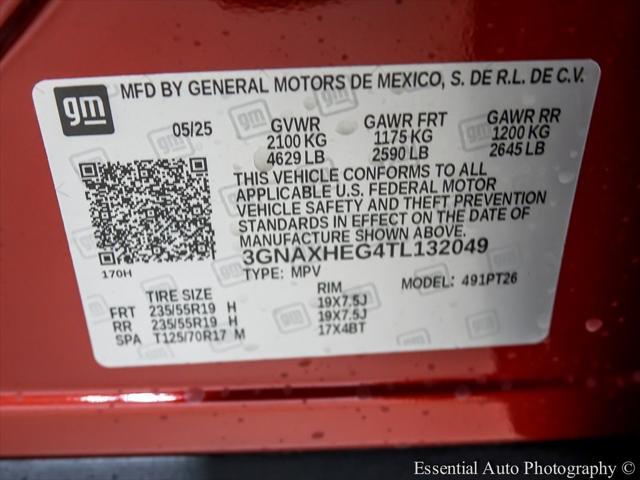 gm
MFD BY GENERAL MOTORS DE MEXICO, S. DE R.L. DE C.V.
05/25 GVWR GAWR FRT GAWR RR
2100 KG 1175 KG 1200 KG
4629 LB 2590 LB 2645 LB
THIS VEHICLE CONFORMS TO ALL
APPLICABLE U.S. FEDERAL MOTOR
VEHICLE SAFETY AND THEFT PREVENTION
STANDARDS IN EFFECT ON THE DATE OF
MANUFACTURE SHOWN ABOVE.
3GNAXHEG4TL132049
170H
TYPE: MPV MODEL: 491PT26
TIRE SIZE RIM
FRT 235/55R19 H 19X7.5J
RR 235/55R19 H 19X7.5J
SPA T125/70R17 M 17X4BT
Essential Auto Photography ©